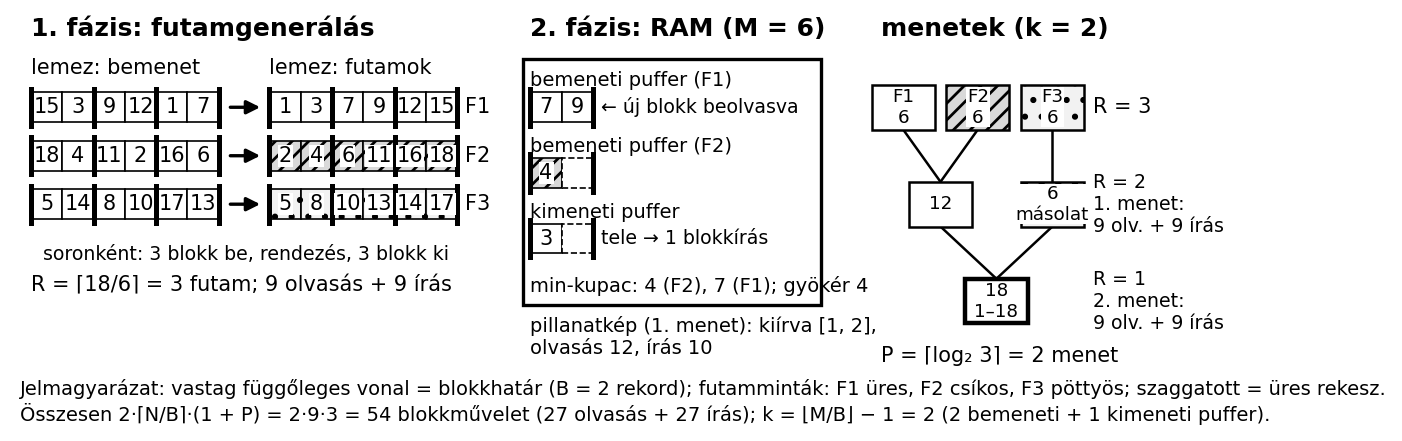 1. fázis: futamgenerálás
lemez: bemenet
lemez: futamok
15 3 9 12 1 7
1 3 7 9 12 15 F1
18 4 11 2 16 6
2 4 6 11 16 18 F2
5 14 8 10 17 13
5 8 10 13 14 17 F3
soronként: 3 blokk be, rendezés, 3 blokk ki
R = ⌈18/6⌉ = 3 futam; 9 olvasás + 9 írás
2. fázis: RAM (M = 6)
bemeneti puffer (F1)
7 9 ← új blokk beolvasva
bemeneti puffer (F2)
4
kimeneti puffer
3 tele → 1 blokkírás
min-kupac: 4 (F2), 7 (F1); gyökér 4
pillanatkép (1. menet): kiírva [1, 2],
olvasás 12, írás 10
menetek (k = 2)
F1
6
F2
6
F3
6
R = 3
12
6
másolat
R = 2
1. menet:
9 olv. + 9 írás
18
1–18
R = 1
2. menet:
9 olv. + 9 írás
P = ⌈log₂ 3⌉ = 2 menet
Jelmagyarázat: vastag függőleges vonal = blokkhatár (B = 2 rekord); futamminták: F1 üres, F2 csíkos, F3 pöttyös; szaggatott = üres rekesz.
Összesen 2·⌈N/B⌉·(1 + P) = 2·9·3 = 54 blokkművelet (27 olvasás + 27 írás); k = ⌊M/B⌋ − 1 = 2 (2 bemeneti + 1 kimeneti puffer).